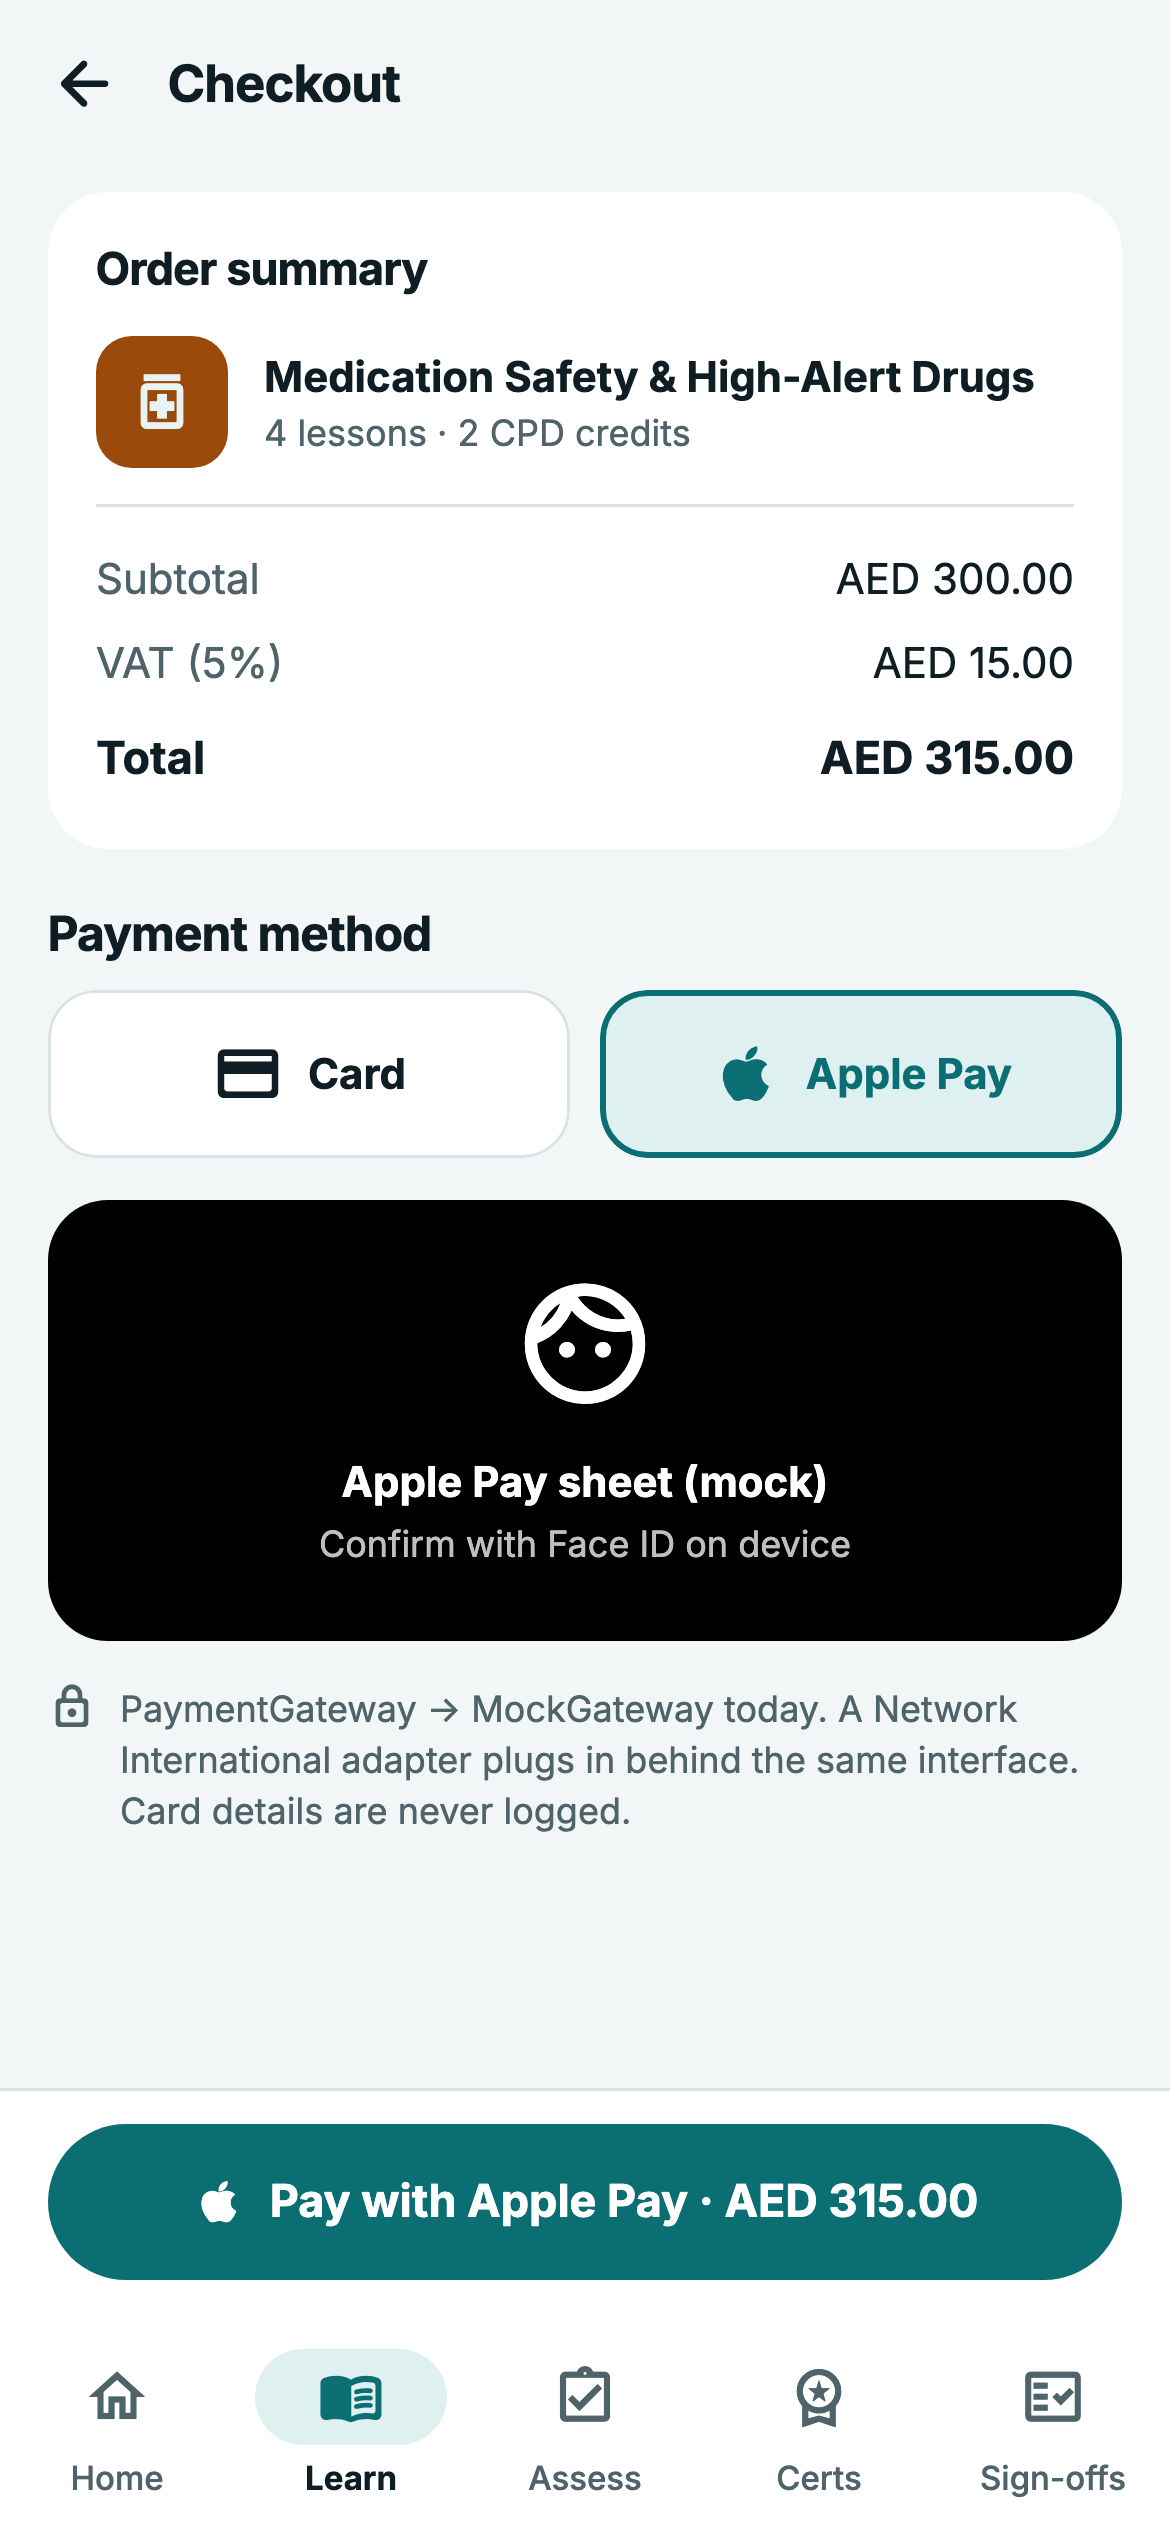 Checkout
Order summary
Medication Safety & High-Alert Drugs
4 lessons · 2 CPD credits
Subtotal AED 300.00
VAT (5%) AED 15.00
Total AED 315.00
Payment method
Card Apple Pay
Apple Pay sheet (mock)
Confirm with Face ID on device
PaymentGateway → MockGateway today. A Network
International adapter plugs in behind the same interface.
Card details are never logged.
Pay with Apple Pay · AED 315.00
Home Learn Assess Certs Sign-offs